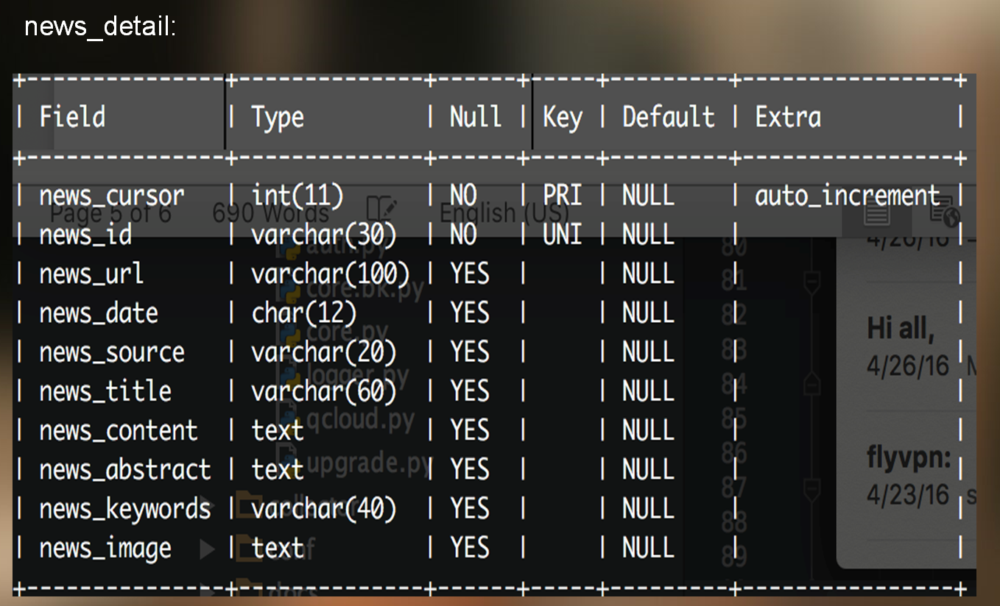 news_detail:
+---------------+--------------+------+-----+---------+----------------+
| Field         | Type         | Null | Key | Default | Extra          |
+---------------+--------------+------+-----+---------+----------------+
| news_cursor   | int(11)      | NO   | PRI | NULL    | auto_increment |
Page 5 of 6 690 Words English (US)
| news_id       | varchar(30)  | NO   | UNI | NULL    |                |
auth.py 80 4/26/16
| news_url      | varchar(100) | YES  |     | NULL    |                |
core.bk.py 81
| news_date     | char(12)     | YES  |     | NULL    |                |
core.py 82 Hi all,
| news_source   | varchar(20)  | YES  |     | NULL    |                |
logger.py 83 4/26/16
| news_title    | varchar(60)  | YES  |     | NULL    |                |
84
| news_content  | text         | YES  |     | NULL    |                |
qcloud.py 85
| news_abstract | text         | YES  |     | NULL    |                |
upgrade.py 86 flyvpn:
87 4/23/16
| news_keywords | varchar(40)  | YES  |     | NULL    |                |
88
| news_image    | text         | YES  |     | NULL    |                |
conf 89
docs
+---------------+--------------+------+-----+---------+----------------+